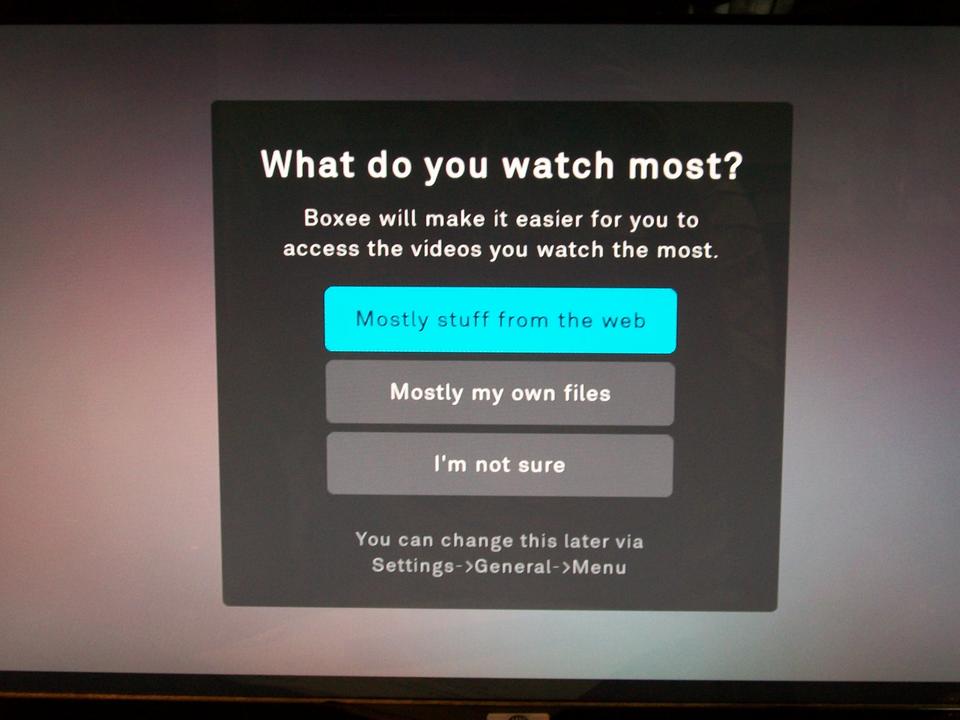 What do you watch most?
Boxee will make it easier for you to
access the videos you watch the most.
Mostly stuff from the web
Mostly my own files
I'm not sure
You can change this later via
Settings->General->Menu